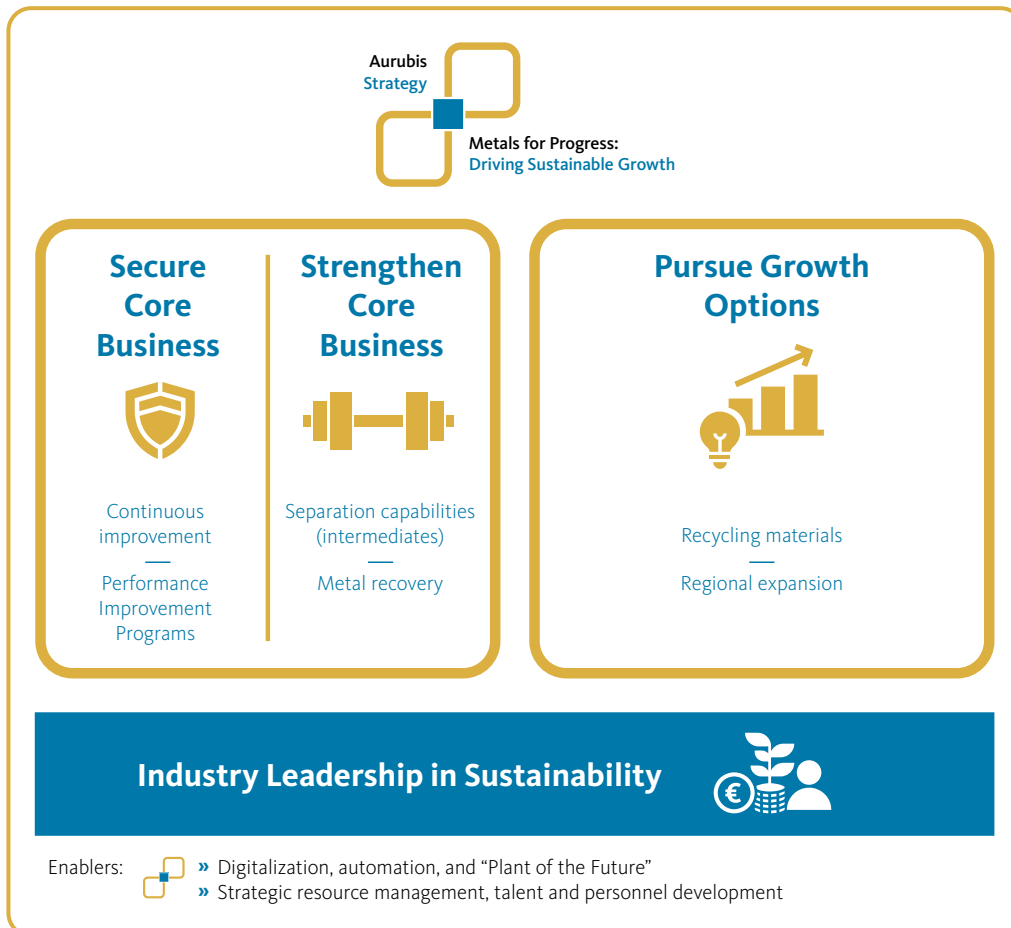 Aurubis
Strategy
Metals for Progress:
Driving Sustainable Growth
Secure
Core
Business
Continuous
improvement
Performance
Improvement
Programs
Strengthen
Core
Business
Separation capabilities
(intermediates)
Metal recovery
Pursue Growth
Options
Recycling materials
Regional expansion
Industry Leadership in Sustainability
€
Enablers:
» Digitalization, automation, and “Plant of the Future”
» Strategic resource management, talent and personnel development